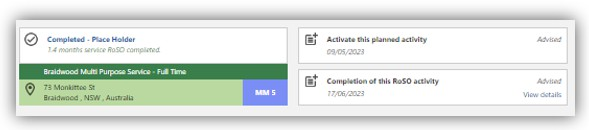 Completed - Place Holder
1.4 months service RoSO completed.
Braidwood Multi Purpose Service - Full Time
73 Monkittee St
Braidwood , NSW , Australia
MM 5
Activate this planned activity
Advised
09/05/2023
Completion of this RoSO activity
Advised
17/06/2023
View details